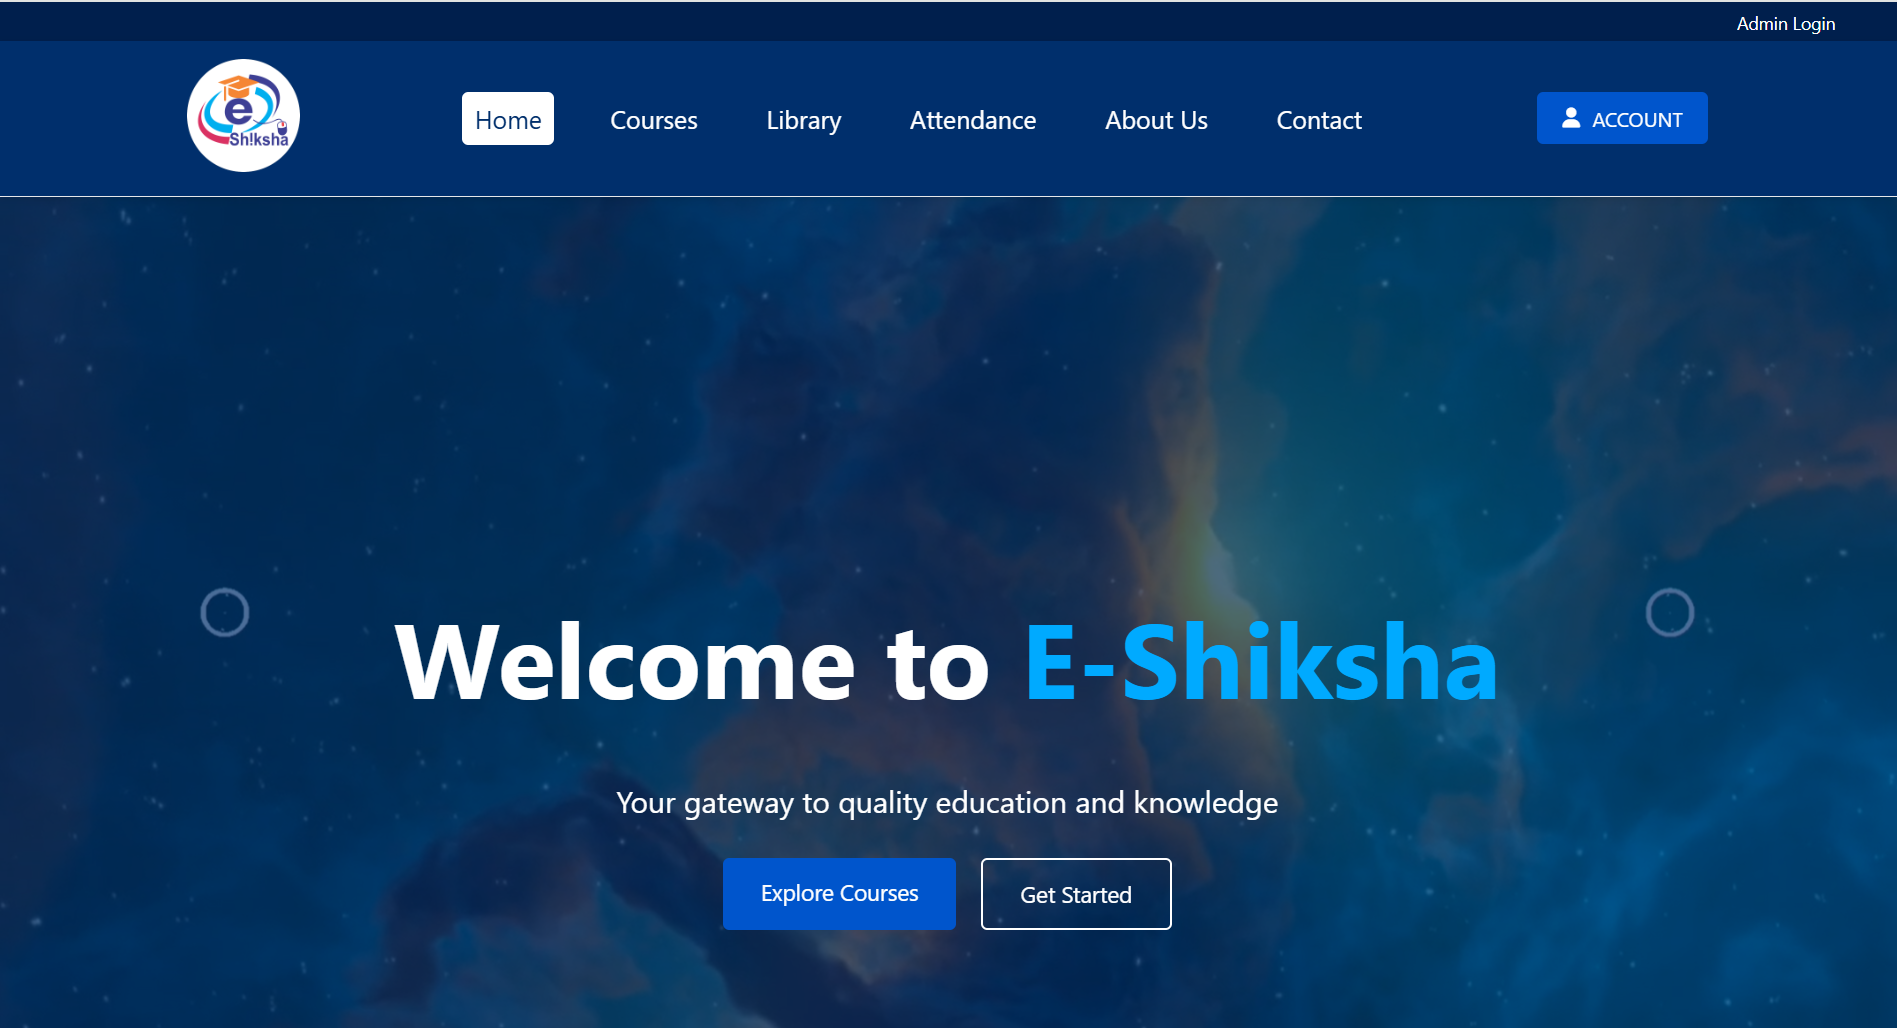 Admin Login
e
Sh!ksha
Home Courses Library Attendance About Us Contact ACCOUNT
Welcome to E-Shiksha
Your gateway to quality education and knowledge
Explore Courses Get Started